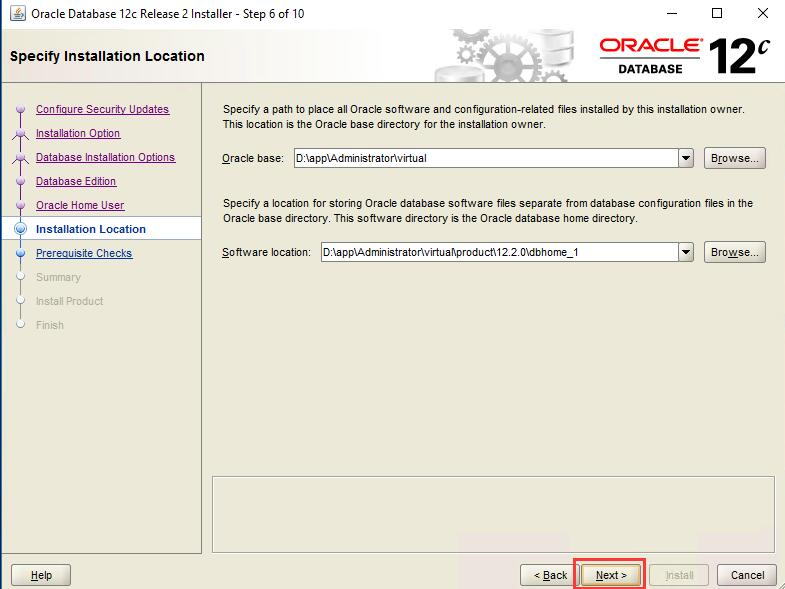 Oracle Database 12c Release 2 Installer - Step 6 of 10
Specify Installation Location
ORACLE® 12c
DATABASE
Configure Security Updates
Installation Option
Database Installation Options
Database Edition
Oracle Home User
Installation Location
Prerequisite Checks
Summary
Install Product
Finish
Specify a path to place all Oracle software and configuration-related files installed by this installation owner.
This location is the Oracle base directory for the installation owner.
Oracle base: D:\app\Administrator\virtual Browse...
Specify a location for storing Oracle database software files separate from database configuration files in the
Oracle base directory. This software directory is the Oracle database home directory.
Software location: D:\app\Administrator\virtual\product\12.2.0\dbhome_1 Browse...
Help < Back Next > Install Cancel